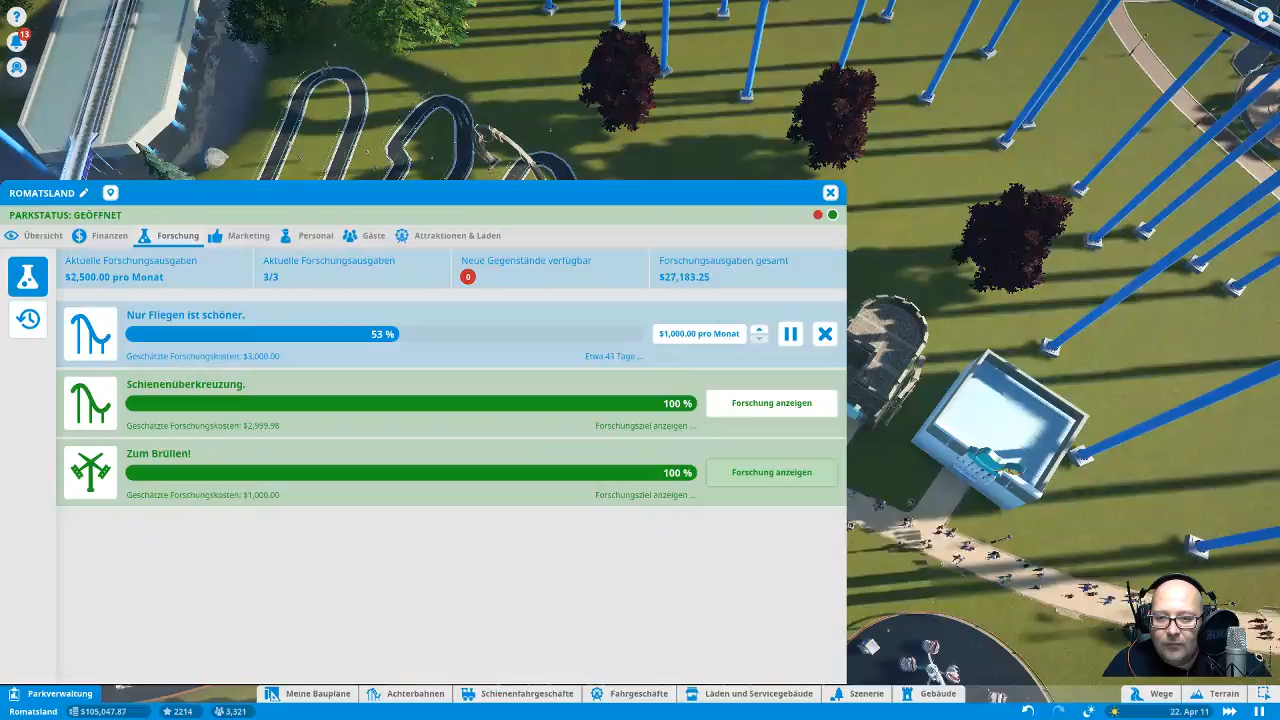 ?
13
ROMATSLAND
PARKSTATUS: GEÖFFNET
Übersicht
Finanzen
Forschung
Marketing
Personal
Gäste
Attraktionen & Läden
Aktuelle Forschungsausgaben
$2,500.00 pro Monat
Aktuelle Forschungsausgaben
3/3
Neue Gegenstände verfügbar
0
Forschungsausgaben gesamt
$27,183.25
Nur Fliegen ist schöner.
53 %
$1,000.00 pro Monat
Geschätzte Forschungskosten: $3,000.00
Etwa 43 Tage ...
Schienenüberkreuzung.
100 %
Forschung anzeigen
Geschätzte Forschungskosten: $2,999.98
Forschungsziel anzeigen ...
Zum Brüllen!
100 %
Forschung anzeigen
Geschätzte Forschungskosten: $1,000.00
Forschungsziel anzeigen ...
Parkverwaltung
Meine Baupläne
Achterbahnen
Schienenfahrgeschäfte
Fahrgeschäfte
Läden und Servicegebäude
Szenerie
Gebäude
Wege
Terrain
Romatsland
$105,047.87
2214
3,321
22. Apr 11